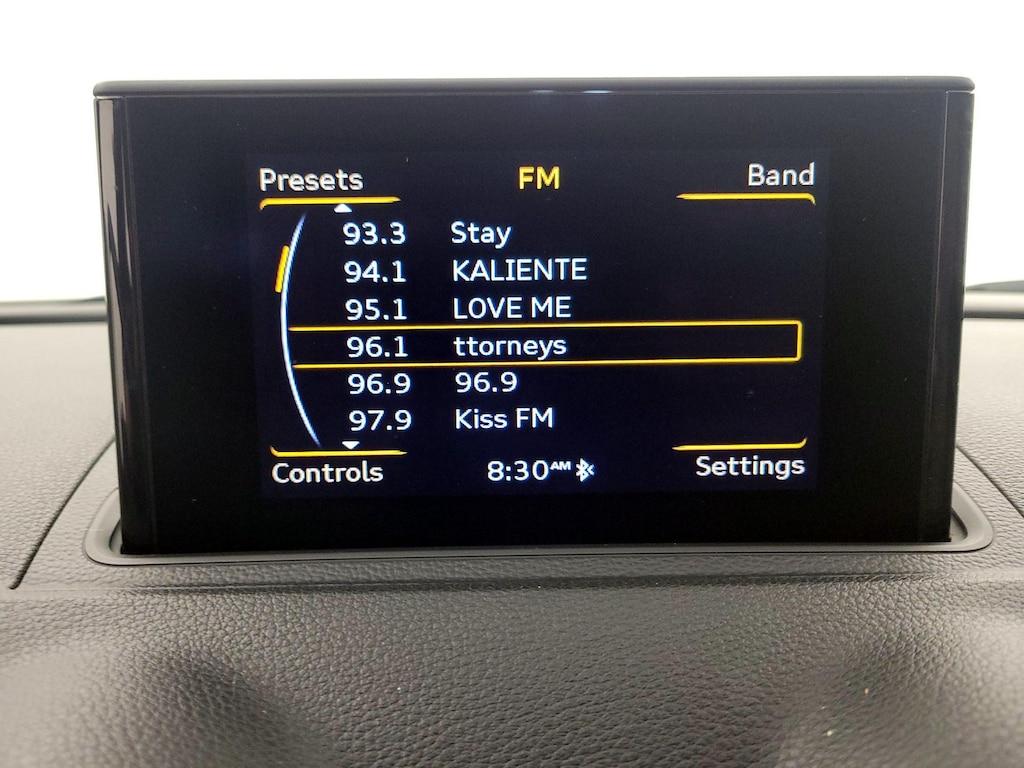 Presets FM Band
93.3 Stay
94.1 KALIENTE
95.1 LOVE ME
96.1 ttorneys
96.9 96.9
97.9 Kiss FM
Controls 8:30AM Settings